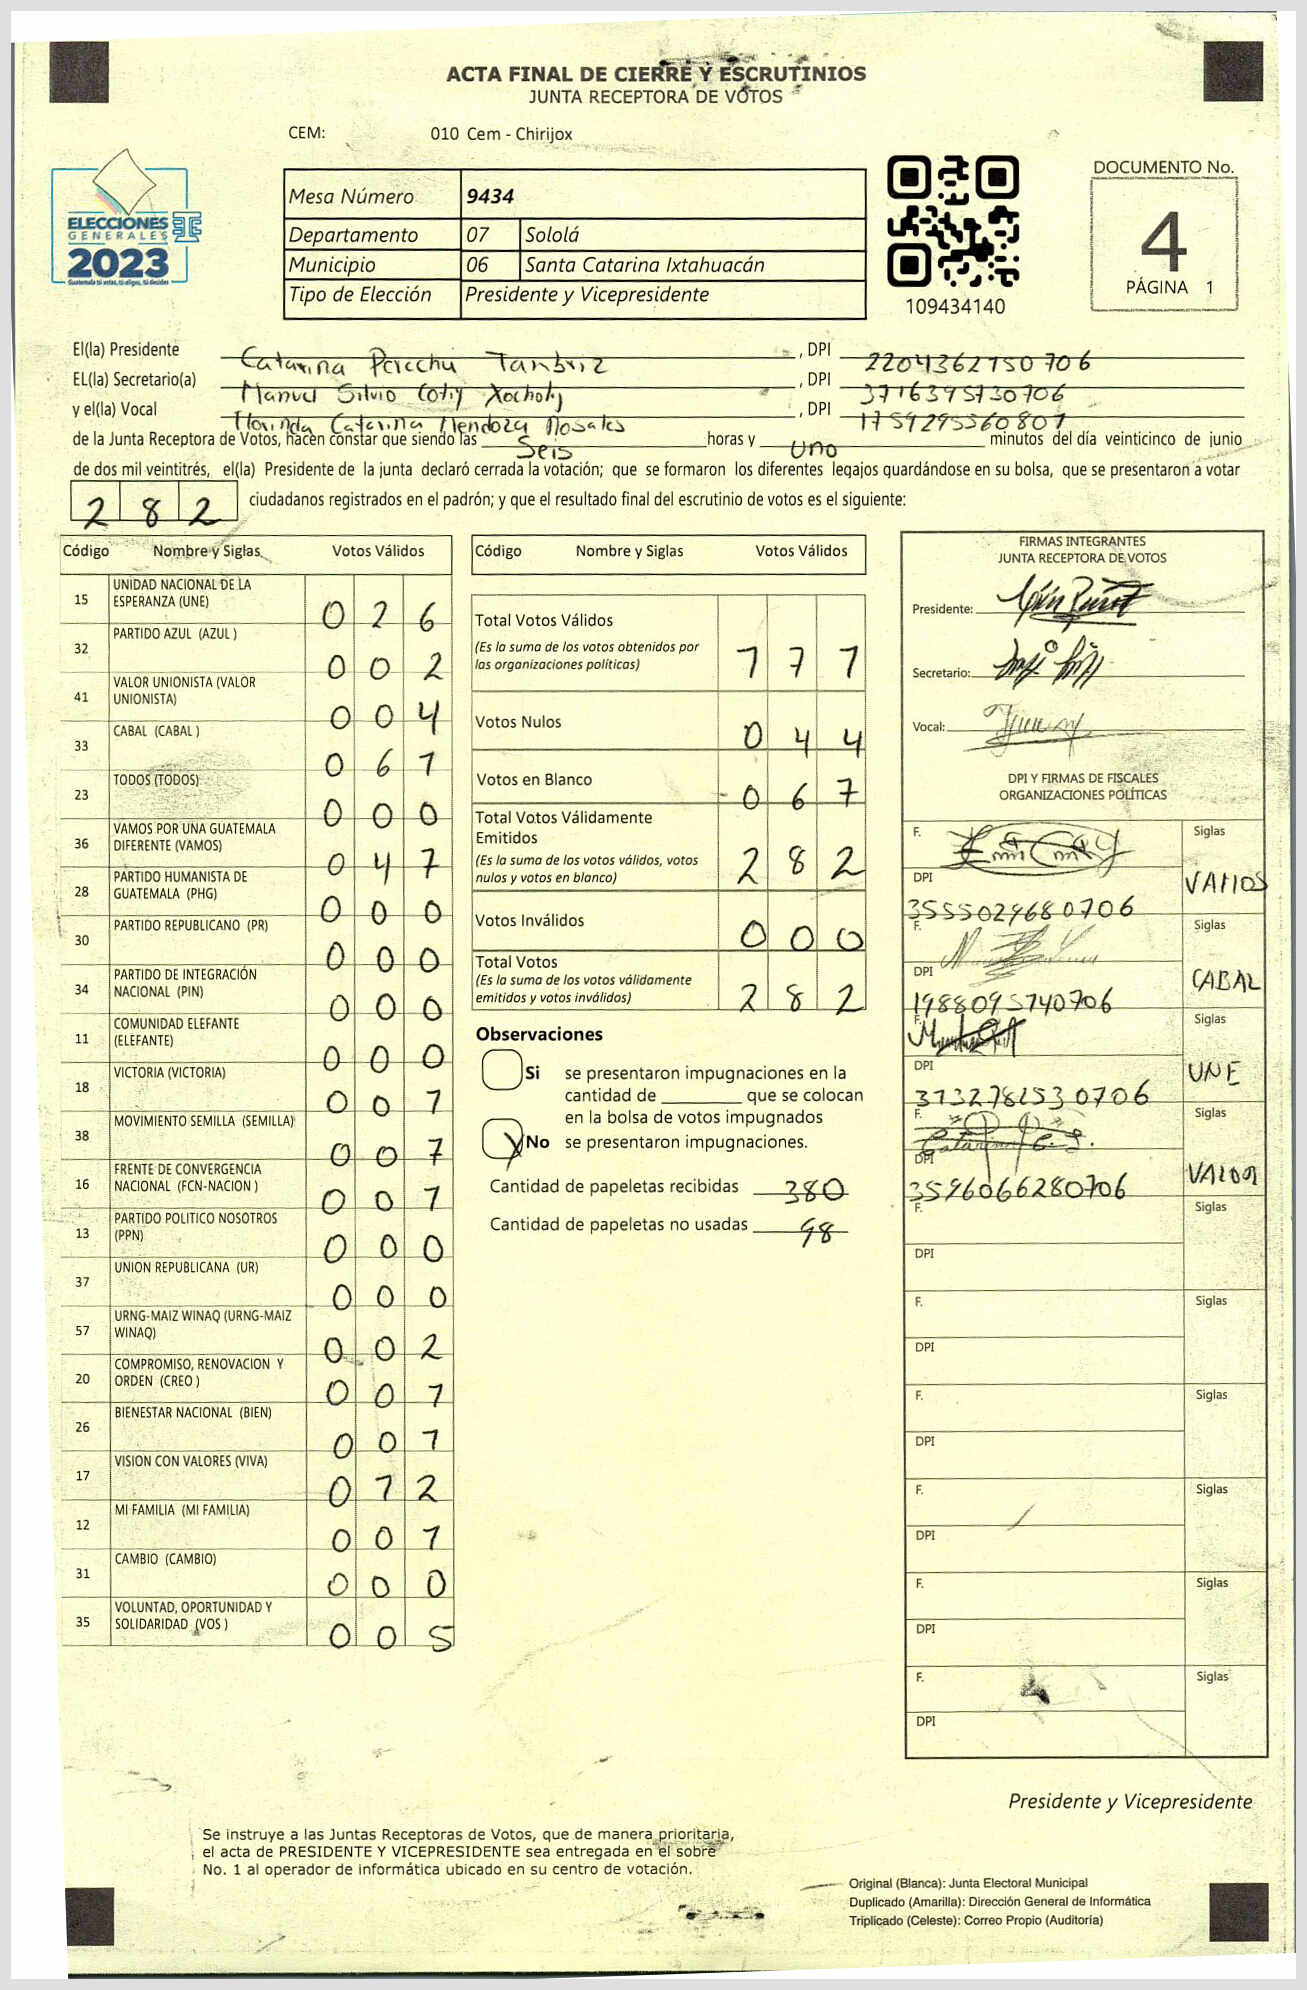 ACTA FINAL DE CIERRE Y ESCRUTINIOS
JUNTA RECEPTORA DE VOTOS
CEM: 010 Cem - Chirijox
ELECCIONES
GENERALES
2023
Guatemala tú votas, tú eliges, tú decides
Mesa Número 9434
Departamento 07 Sololá
Municipio 06 Santa Catarina Ixtahuacán
Tipo de Elección Presidente y Vicepresidente
109434140
DOCUMENTO No.
4
PÁGINA 1
El(la) Presidente Catarina Perechú Tambriz, DPI 2204362150706
EL(la) Secretario(a) Manuel Silvio Cotiy Xocholij, DPI 3716395730706
y el(la) Vocal Florinda Catarina Mendoza Rosales, DPI 1759295560801
de la Junta Receptora de Votos, hacen constar que siendo las Seis horas y uno minutos del día veinticinco de junio
de dos mil veintitrés, el(la) Presidente de la junta declaró cerrada la votación; que se formaron los diferentes legajos quardándose en su bolsa, que se presentaron a votar
282 ciudadanos registrados en el padrón; y que el resultado final del escrutinio de votos es el siguiente:
Código Nombre y Siglas Votos Válidos
15 UNIDAD NACIONAL DE LA ESPERANZA (UNE) 026
32 PARTIDO AZUL (AZUL ) 002
41 VALOR UNIONISTA (VALOR UNIONISTA) 004
33 CABAL (CABAL ) 061
23 TODOS (TODOS) 000
36 VAMOS POR UNA GUATEMALA DIFERENTE (VAMOS) 047
28 PARTIDO HUMANISTA DE GUATEMALA (PHG) 000
30 PARTIDO REPUBLICANO (PR) 000
34 PARTIDO DE INTEGRACIÓN NACIONAL (PIN) 000
11 COMUNIDAD ELEFANTE (ELEFANTE) 000
18 VICTORIA (VICTORIA) 001
38 MOVIMIENTO SEMILLA (SEMILLA) 007
16 FRENTE DE CONVERGENCIA NACIONAL (FCN-NACION ) 001
13 PARTIDO POLITICO NOSOTROS (PPN) 000
37 UNION REPUBLICANA (UR) 000
57 URNG-MAIZ WINAQ (URNG-MAIZ WINAQ) 002
20 COMPROMISO, RENOVACION Y ORDEN (CREO ) 001
26 BIENESTAR NACIONAL (BIEN) 001
17 VISION CON VALORES (VIVA) 012
12 MI FAMILIA (MI FAMILIA) 001
31 CAMBIO (CAMBIO) 000
35 VOLUNTAD, OPORTUNIDAD Y SOLIDARIDAD (VOS ) 005
Código Nombre y Siglas Votos Válidos
Total Votos Válidos 171
(Es la suma de los votos obtenidos por
las organizaciones políticas)
Votos Nulos 044
Votos en Blanco 067
Total Votos Válidamente
Emitidos 282
(Es la suma de los votos válidos, votos
nulos y votos en blanco)
Votos Inválidos 000
Total Votos 282
(Es la suma de los votos válidamente
emitidos y votos inválidos)
Observaciones
Si se presentaron impugnaciones en la
cantidad de ________ que se colocan
en la bolsa de votos impugnados
X No se presentaron impugnaciones.
Cantidad de papeletas recibidas 380
Cantidad de papeletas no usadas 98
FIRMAS INTEGRANTES
JUNTA RECEPTORA DE VOTOS
Presidente:
Secretario:
Vocal:
DPI Y FIRMAS DE FISCALES
ORGANIZACIONES POLÍTICAS
F. Siglas
DPI VAMOS
3555029680706
F. Siglas
DPI CABAL
1988095740706
F. Siglas
DPI UNE
3732782530706
F. Siglas
DPI VALOR
3596066280706
F. Siglas
DPI
F. Siglas
DPI
F. Siglas
DPI
F. Siglas
DPI
F. Siglas
DPI
F. Siglas
DPI
Presidente y Vicepresidente
Se instruye a las Juntas Receptoras de Votos, que de manera prioritaria,
el acta de PRESIDENTE Y VICEPRESIDENTE sea entregada en el sobre
No. 1 al operador de informática ubicado en su centro de votación.
Original (Blanca): Junta Electoral Municipal
Duplicado (Amarilla): Dirección General de Informática
Triplicado (Celeste): Correo Propio (Auditoría)